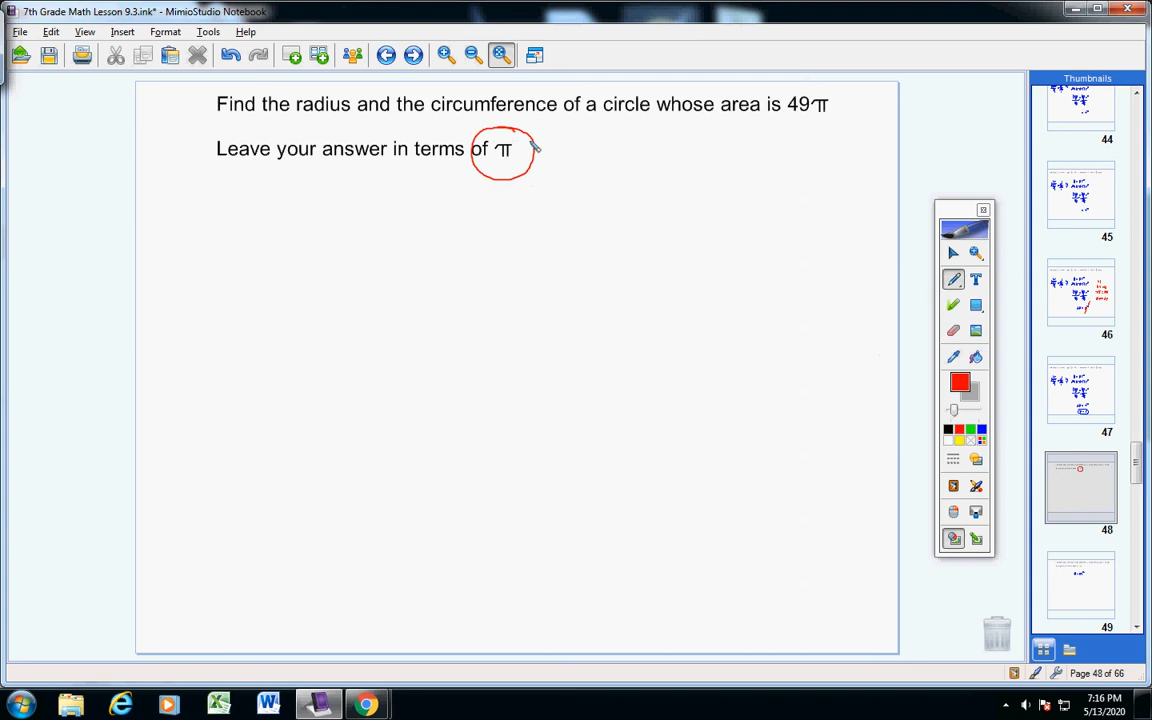 7th Grade Math Lesson 9.3.ink* - MimioStudio Notebook
File Edit View Insert Format Tools Help
Find the radius and the circumference of a circle whose area is 49π
Leave your answer in terms of π
Thumbnails
44
45
46
47
48
49
Page 48 of 66
7:16 PM
5/13/2020